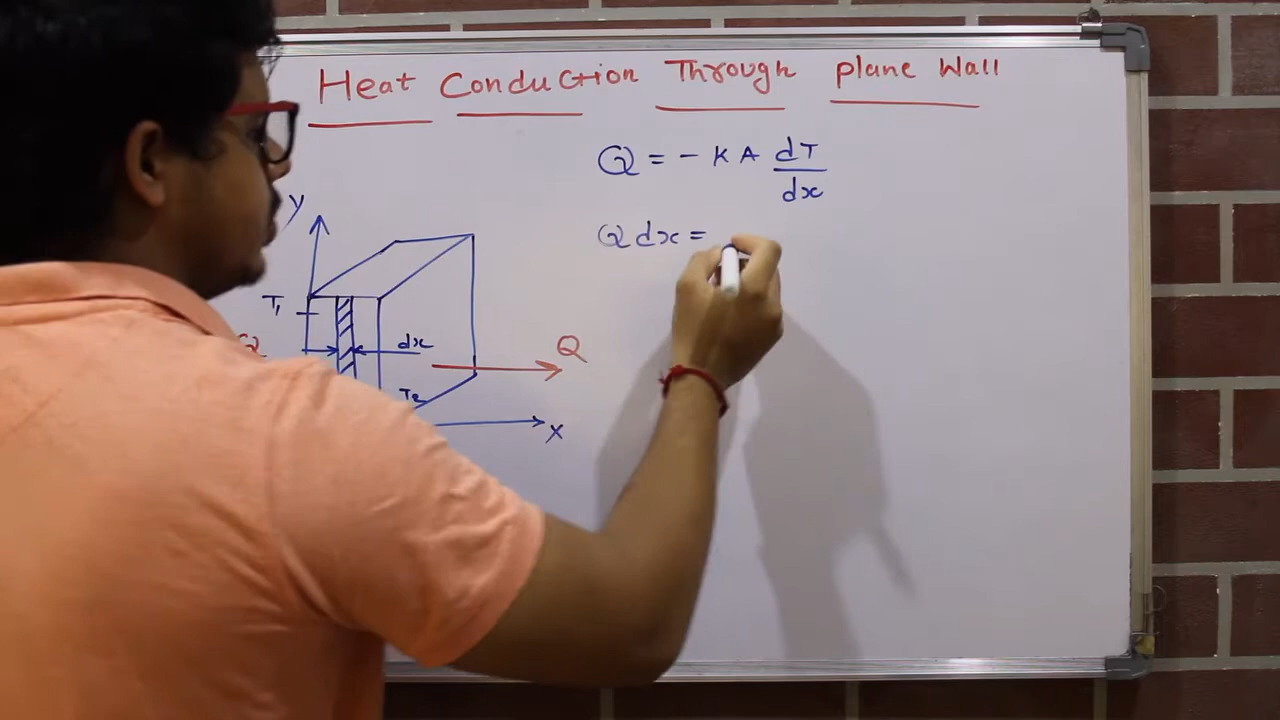 Heat Conduction Through plane Wall
Q = - K A dT/dx
Q dx =
Y
T1
Q
dx
Q
T2
X